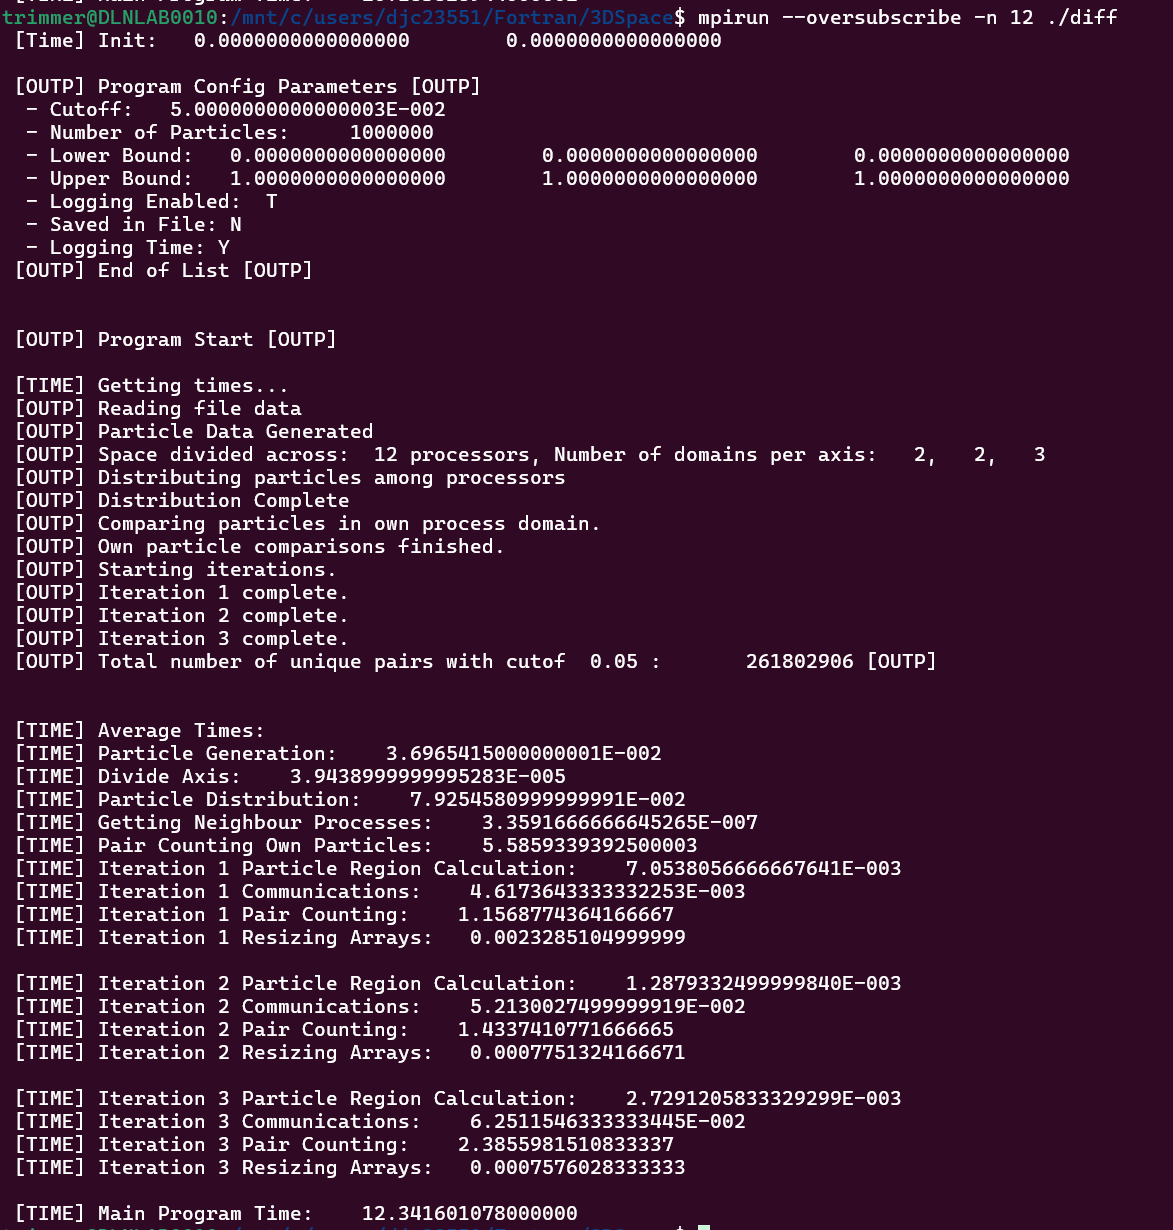 trimmer@DLNLAB0010:/mnt/c/users/djc23551/Fortran/3DSpace$ mpirun --oversubscribe -n 12 ./diff
[Time] Init:   0.0000000000000000        0.0000000000000000
[OUTP] Program Config Parameters [OUTP]
- Cutoff:   5.0000000000000003E-002
- Number of Particles:     1000000
- Lower Bound:   0.0000000000000000        0.0000000000000000        0.0000000000000000
- Upper Bound:   1.0000000000000000        1.0000000000000000        1.0000000000000000
- Logging Enabled:  T
- Saved in File: N
- Logging Time: Y
[OUTP] End of List [OUTP]
[OUTP] Program Start [OUTP]
[TIME] Getting times...
[OUTP] Reading file data
[OUTP] Particle Data Generated
[OUTP] Space divided across:  12 processors, Number of domains per axis:   2,   2,   3
[OUTP] Distributing particles among processors
[OUTP] Distribution Complete
[OUTP] Comparing particles in own process domain.
[OUTP] Own particle comparisons finished.
[OUTP] Starting iterations.
[OUTP] Iteration 1 complete.
[OUTP] Iteration 2 complete.
[OUTP] Iteration 3 complete.
[OUTP] Total number of unique pairs with cutof  0.05 :       261802906 [OUTP]
[TIME] Average Times:
[TIME] Particle Generation:    3.6965415000000001E-002
[TIME] Divide Axis:    3.9438999999995283E-005
[TIME] Particle Distribution:    7.9254580999999991E-002
[TIME] Getting Neighbour Processes:    3.3591666666645265E-007
[TIME] Pair Counting Own Particles:    5.5859339392500003
[TIME] Iteration 1 Particle Region Calculation:    7.0538056666667641E-003
[TIME] Iteration 1 Communications:    4.6173643333332253E-003
[TIME] Iteration 1 Pair Counting:    1.1568774364166667
[TIME] Iteration 1 Resizing Arrays:   0.0023285104999999
[TIME] Iteration 2 Particle Region Calculation:    1.2879332499999840E-003
[TIME] Iteration 2 Communications:    5.2130027499999919E-002
[TIME] Iteration 2 Pair Counting:    1.4337410771666665
[TIME] Iteration 2 Resizing Arrays:   0.0007751324166671
[TIME] Iteration 3 Particle Region Calculation:    2.7291205833329299E-003
[TIME] Iteration 3 Communications:    6.2511546333333445E-002
[TIME] Iteration 3 Pair Counting:    2.3855981510833337
[TIME] Iteration 3 Resizing Arrays:   0.0007576028333333
[TIME] Main Program Time:    12.341601078000000